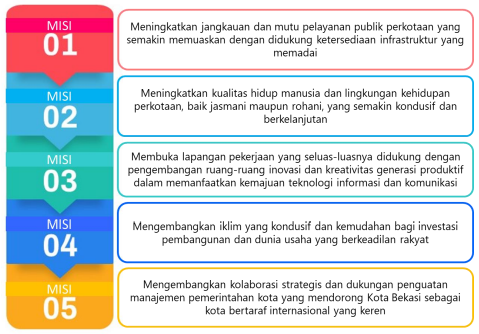 MISI
01
Meningkatkan jangkauan dan mutu pelayanan publik perkotaan yang
semakin memuaskan dengan didukung ketersediaan infrastruktur yang
memadai
MISI
02
Meningkatkan kualitas hidup manusia dan lingkungan kehidupan
perkotaan, baik jasmani maupun rohani, yang semakin kondusif dan
berkelanjutan
MISI
03
Membuka lapangan pekerjaan yang seluas-luasnya didukung dengan
pengembangan ruang-ruang inovasi dan kreativitas generasi produktif
dalam memanfaatkan kemajuan teknologi informasi dan komunikasi
MISI
04
Mengembangkan iklim yang kondusif dan kemudahan bagi investasi
pembangunan dan dunia usaha yang berkeadilan rakyat
MISI
05
Mengembangkan kolaborasi strategis dan dukungan penguatan
manajemen pemerintahan kota yang mendorong Kota Bekasi sebagai
kota bertaraf internasional yang keren